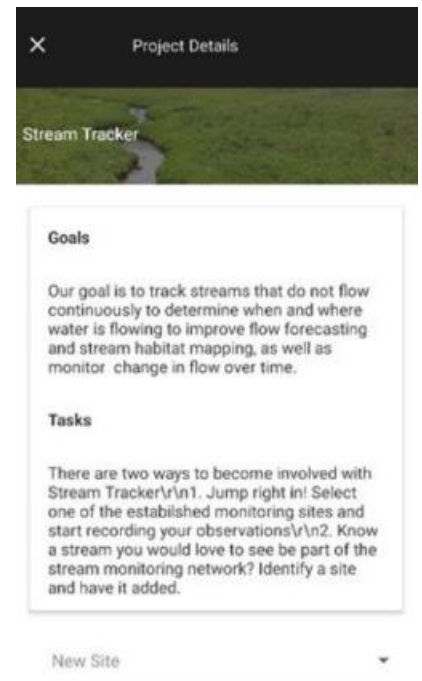 × Project Details
Stream Tracker
Goals
Our goal is to track streams that do not flow
continuously to determine when and where
water is flowing to improve flow forecasting
and stream habitat mapping, as well as
monitor change in flow over time.
Tasks
There are two ways to become involved with
Stream Tracker\r\n1. Jump right in! Select
one of the estabilshed monitoring sites and
start recording your observations\r\n2. Know
a stream you would love to see be part of the
stream monitoring network? Identify a site
and have it added.
New Site